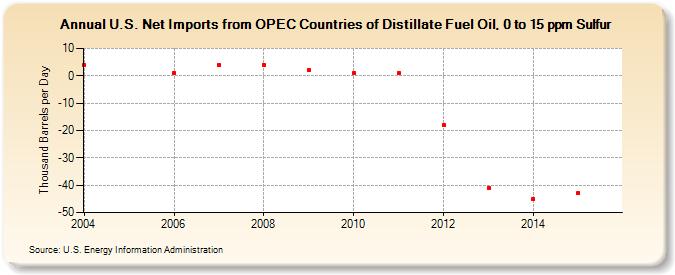 Annual U.S. Net Imports from OPEC Countries of Distillate Fuel Oil, 0 to 15 ppm Sulfur
Thousand Barrels per Day
10
0
-10
-20
-30
-40
-50
2004 2006 2008 2010 2012 2014
Source: U.S. Energy Information Administration